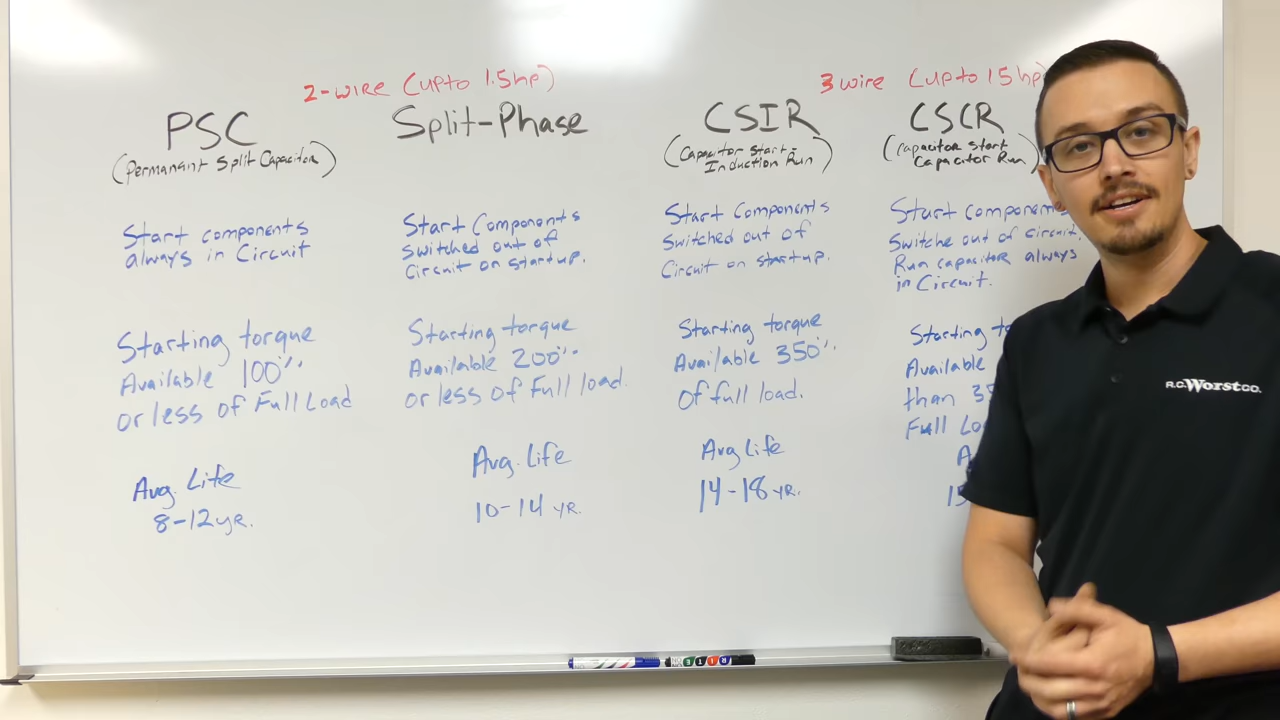 2-wire (upto 1.5hp)
3 wire (upto 15 hp)
PSC
(Permanant Split Capacitor)
Start components
always in Circuit
Starting torque
Available 100%
or less of Full Load
Avg. Life
8-12 yr.
Split-Phase
Start Components
switched out of
Circuit on startup.
Starting torque
Available 200%
or less of Full load.
Avg. Life
10-14 yr.
CSIR
(Capacitor Start-
Induction Run)
Start Components
Switched out of
Circuit on startup.
Starting torque
Available 350%
of full load.
Avg Life
14-18 yr.
CSCR
(Capacitor Start
Capacitor Run)
Start Components
Switche out of circuit.
Run capacitor always
in Circuit.
Starting
Available
than
Full
R.C. Worst & CO.